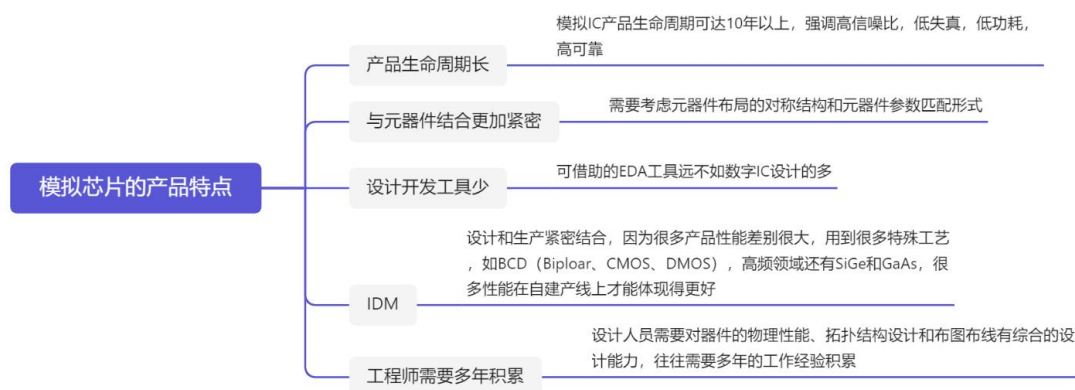 模拟芯片的产品特点
产品生命周期长
模拟IC产品生命周期可达10年以上，强调高信噪比，低失真，低功耗，
高可靠
与元器件结合更加紧密
需要考虑元器件布局的对称结构和元器件参数匹配形式
设计开发工具少
可借助的EDA工具远不如数字IC设计的多
IDM
设计和生产紧密结合，因为很多产品性能差别很大，用到很多特殊工艺
，如BCD（Biploar、CMOS、DMOS），高频领域还有SiGe和GaAs，很
多性能在自建产线上才能体现得更好
工程师需要多年积累
设计人员需要对器件的物理性能、拓扑结构设计和布图布线有综合的设
计能力，往往需要多年的工作经验积累